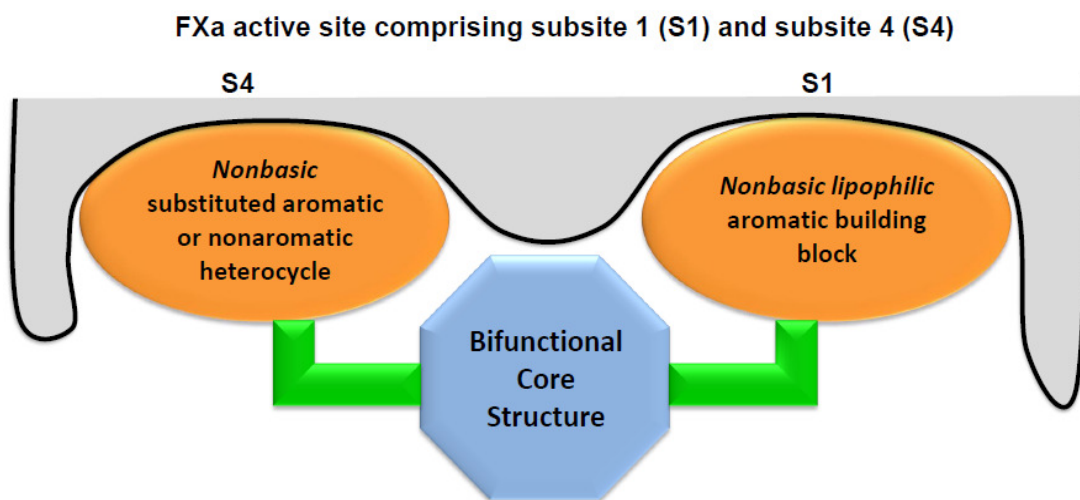 FXa active site comprising subsite 1 (S1) and subsite 4 (S4)
S4
S1
Nonbasic
substituted aromatic
or nonaromatic
heterocycle
Nonbasic lipophilic
aromatic building
block
Bifunctional
Core
Structure